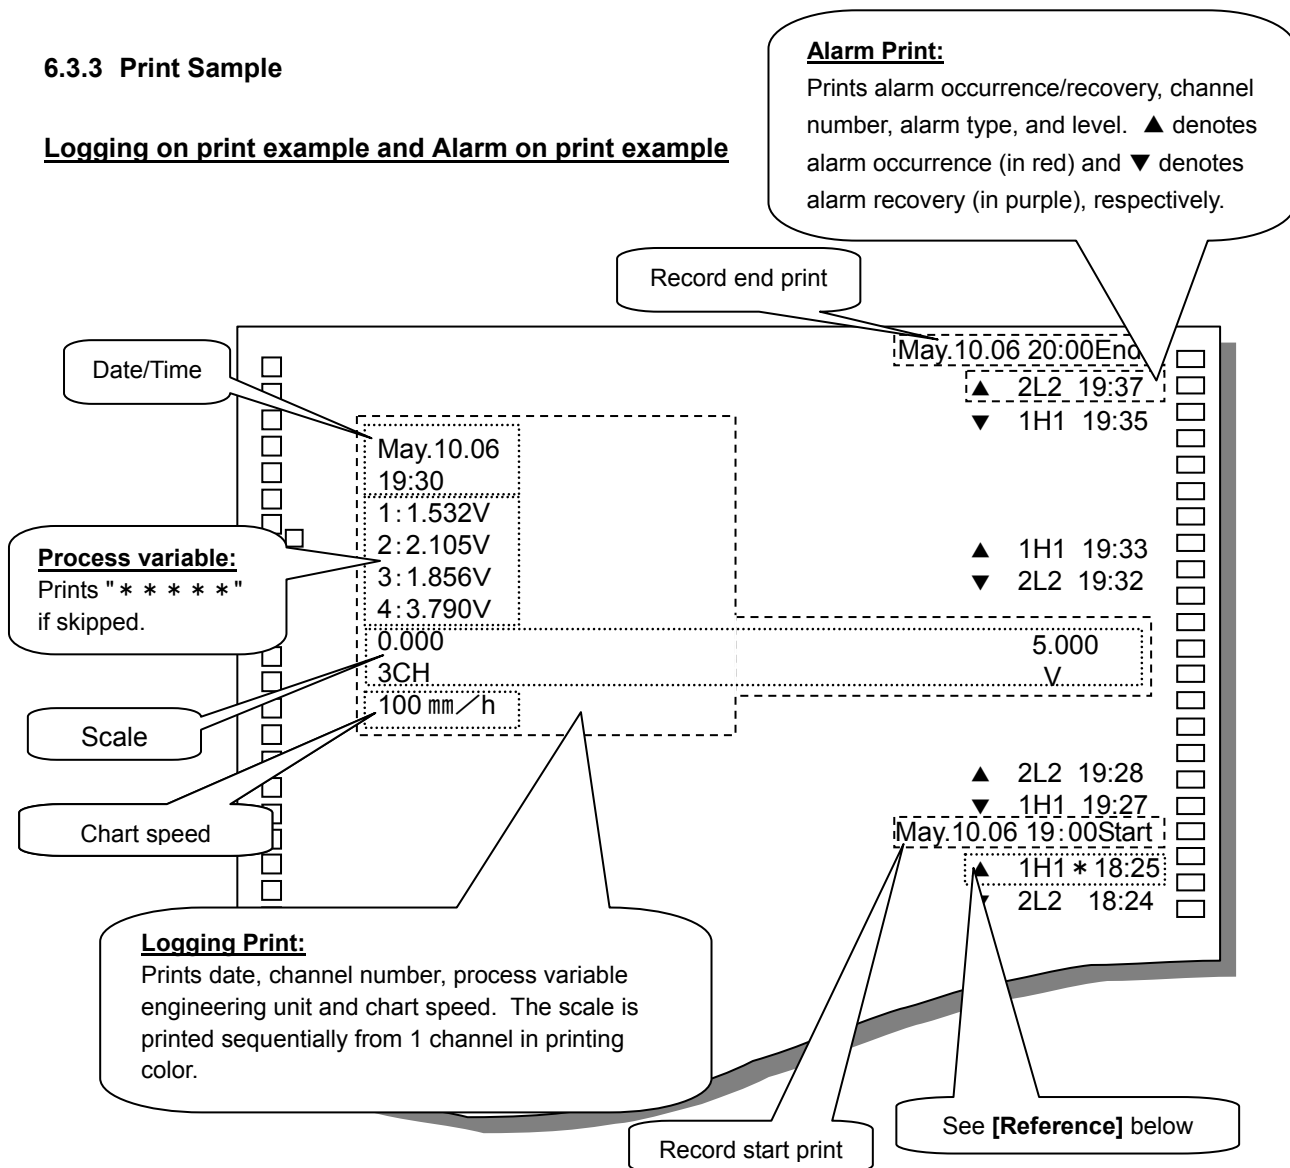 6.3.3 Print Sample
Logging on print example and Alarm on print example
Alarm Print:
Prints alarm occurrence/recovery, channel
number, alarm type, and level. ▲ denotes
alarm occurrence (in red) and ▼ denotes
alarm recovery (in purple), respectively.
Record end print
Date/Time
May.10.06 20:00End
▲ 2L2 19:37
▼ 1H1 19:35
May.10.06
19:30
1:1.532V
2:2.105V
3:1.856V
4:3.790V
Process variable:
Prints "＊＊＊＊＊"
if skipped.
▲ 1H1 19:33
▼ 2L2 19:32
0.000 5.000
3CH V
100 ㎜／h
Scale
Chart speed
▲ 2L2 19:28
▼ 1H1 19:27
May.10.06 19:00Start
▲ 1H1＊18:25
▼ 2L2 18:24
Logging Print:
Prints date, channel number, process variable
engineering unit and chart speed. The scale is
printed sequentially from 1 channel in printing
color.
Record start print
See [Reference] below